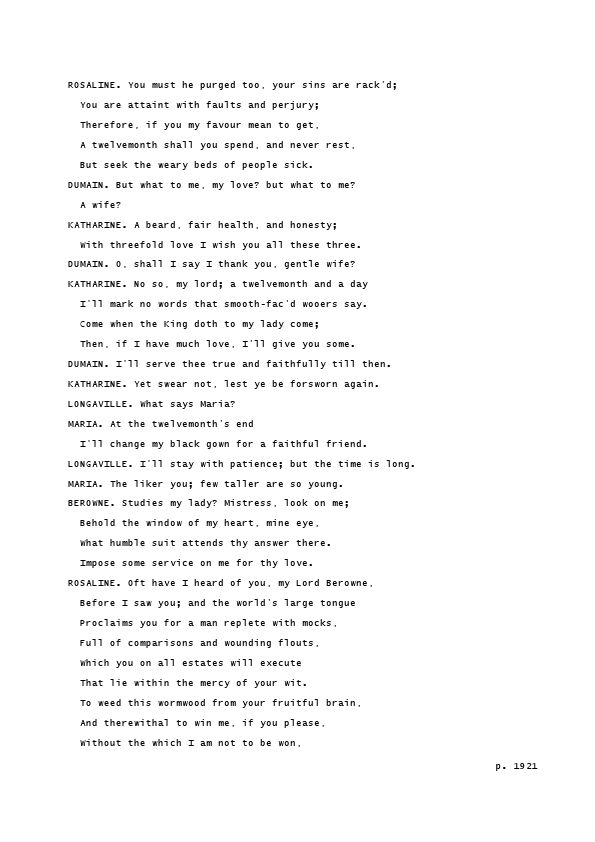 ROSALINE. You must he purged too, your sins are rack'd;
You are attaint with faults and perjury;
Therefore, if you my favour mean to get,
A twelvemonth shall you spend, and never rest,
But seek the weary beds of people sick.
DUMAIN. But what to me, my love? but what to me?
A wife?
KATHARINE. A beard, fair health, and honesty;
With threefold love I wish you all these three.
DUMAIN. O, shall I say I thank you, gentle wife?
KATHARINE. No so, my lord; a twelvemonth and a day
I'll mark no words that smooth-fac'd wooers say.
Come when the King doth to my lady come;
Then, if I have much love, I'll give you some.
DUMAIN. I'll serve thee true and faithfully till then.
KATHARINE. Yet swear not, lest ye be forsworn again.
LONGAVILLE. What says Maria?
MARIA. At the twelvemonth's end
I'll change my black gown for a faithful friend.
LONGAVILLE. I'll stay with patience; but the time is long.
MARIA. The liker you; few taller are so young.
BEROWNE. Studies my lady? Mistress, look on me;
Behold the window of my heart, mine eye,
What humble suit attends thy answer there.
Impose some service on me for thy love.
ROSALINE. Oft have I heard of you, my Lord Berowne,
Before I saw you; and the world's large tongue
Proclaims you for a man replete with mocks,
Full of comparisons and wounding flouts,
Which you on all estates will execute
That lie within the mercy of your wit.
To weed this wormwood from your fruitful brain,
And therewithal to win me, if you please,
Without the which I am not to be won,
p. 1921